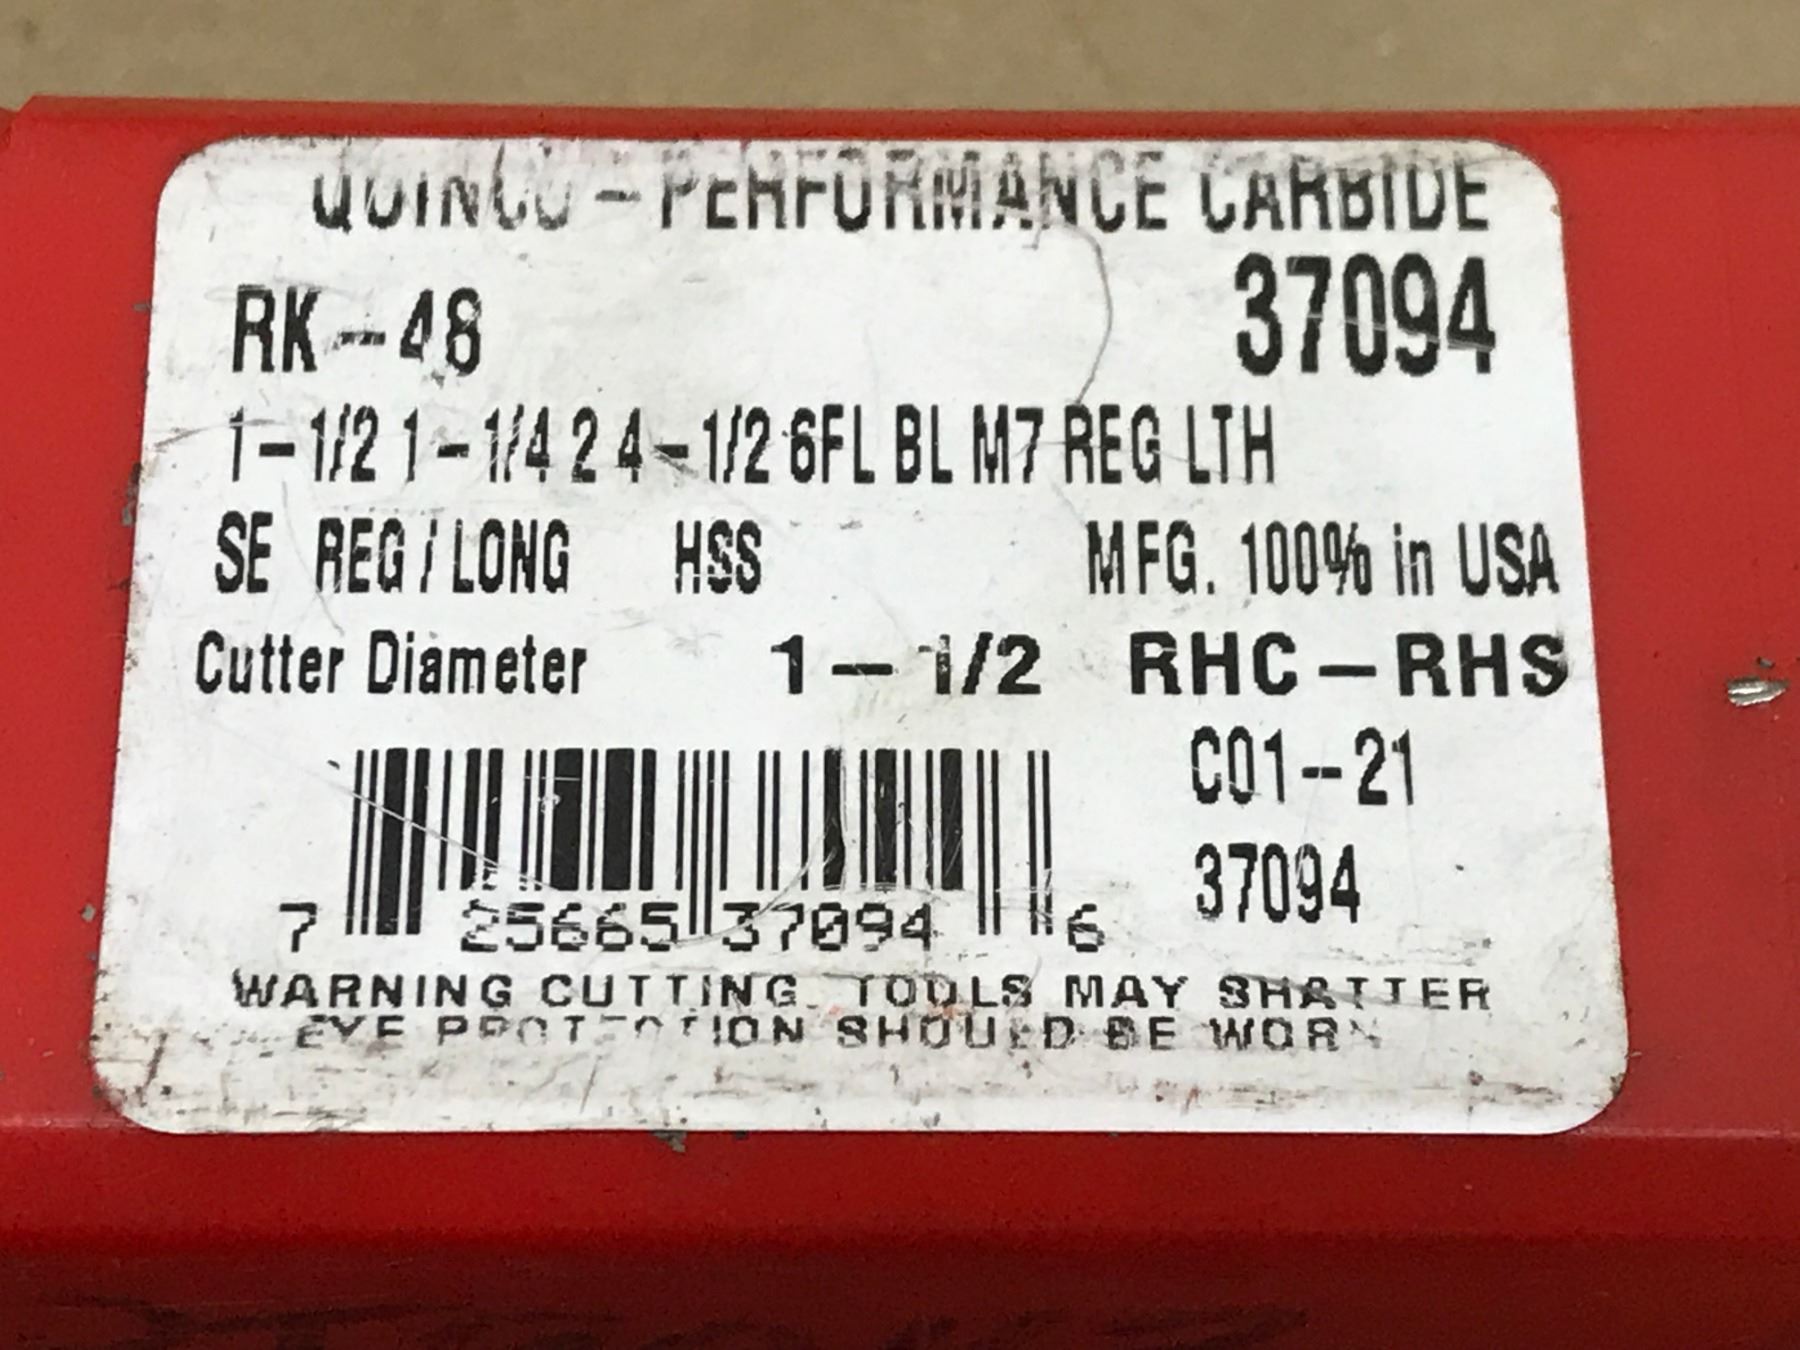 QUINCO - PERFORMANCE CARBIDE
RK-48 37094
1-1/2 1-1/4 2 4-1/2 6FL BL M7 REG LTH
SE REG/LONG HSS MFG. 100% in USA
Cutter Diameter 1-1/2 RHC-RHS
C01-21
37094
7 25665 37094 6
WARNING CUTTING TOOLS MAY SHATTER
EYE PROTECTION SHOULD BE WORN